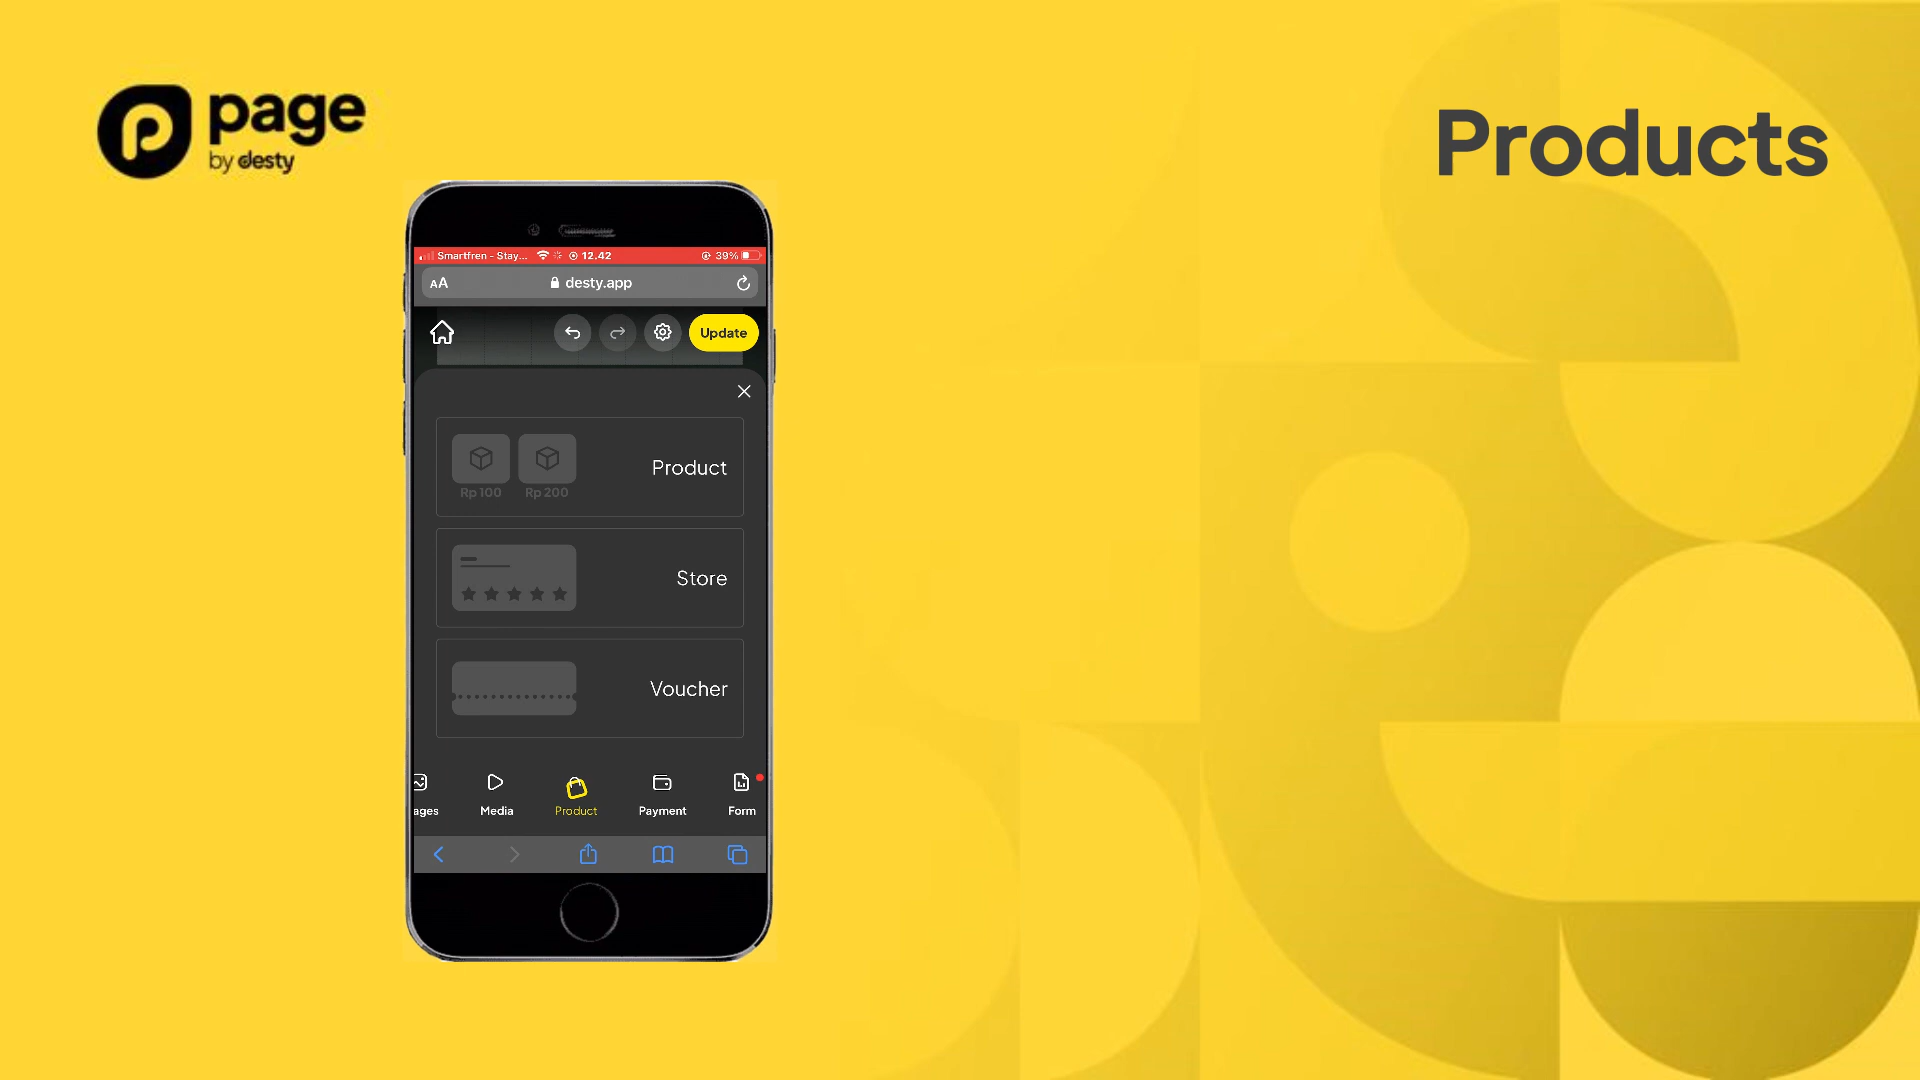 page
by desty
Products
Smartfren - Stay... 12.42 39%
AA desty.app
Update
Product
Rp 100 Rp 200
Store
Voucher
ages Media Product Payment Form